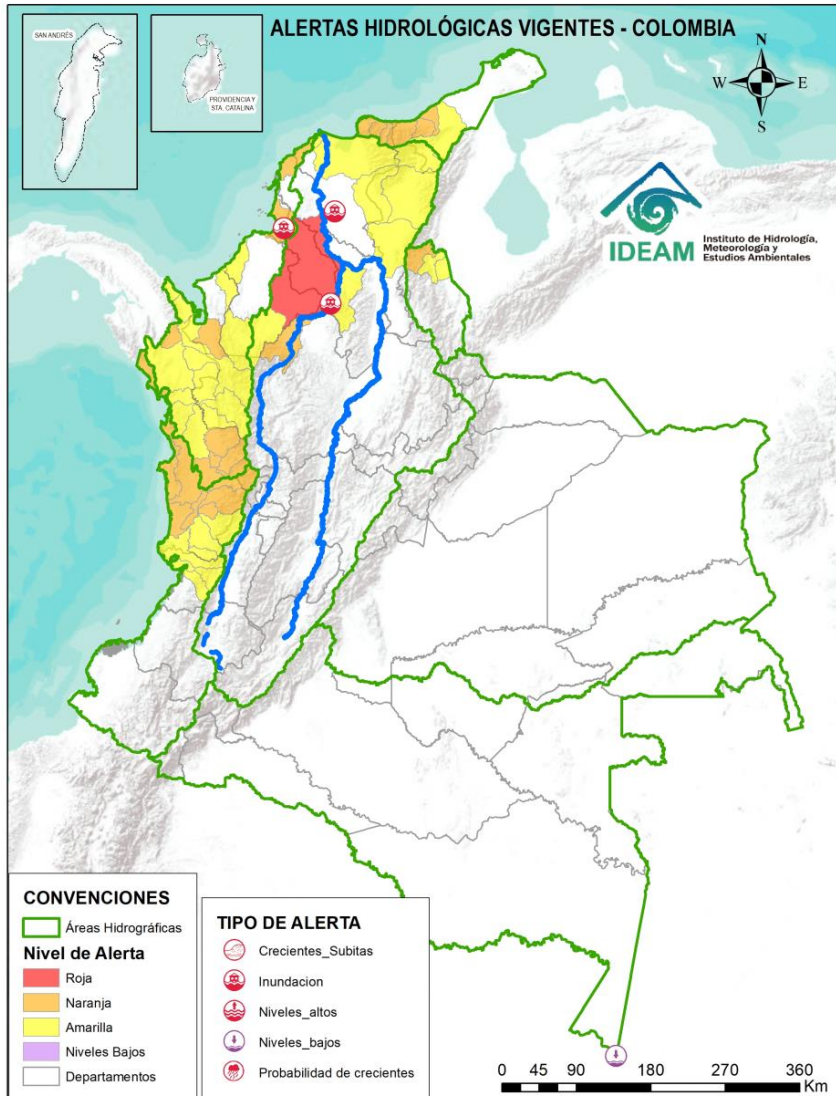 ALERTAS HIDROLÓGICAS VIGENTES - COLOMBIA
SAN ANDRÉS
PROVIDENCIA Y
STA. CATALINA
N
W
E
S
IDEAM
Instituto de Hidrología,
Meteorología y
Estudios Ambientales
CONVENCIONES
Áreas Hidrográficas
Nivel de Alerta
Roja
Naranja
Amarilla
Niveles Bajos
Departamentos
TIPO DE ALERTA
Crecientes_Subitas
Inundacion
Niveles_altos
Niveles_bajos
Probabilidad de crecientes
0 45 90 180 270 360
Km